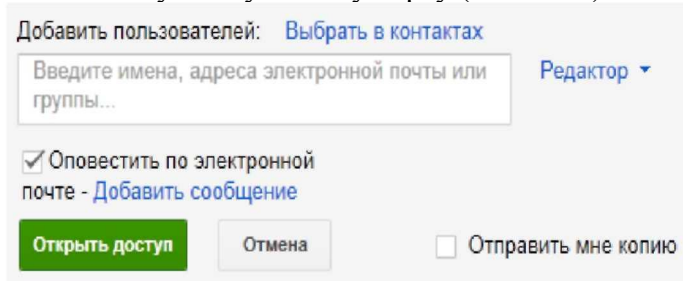 Добавить пользователей: Выбрать в контактах
Введите имена, адреса электронной почты или
группы...
Редактор
Оповестить по электронной
почте - Добавить сообщение
Открыть доступ Отмена Отправить мне копию